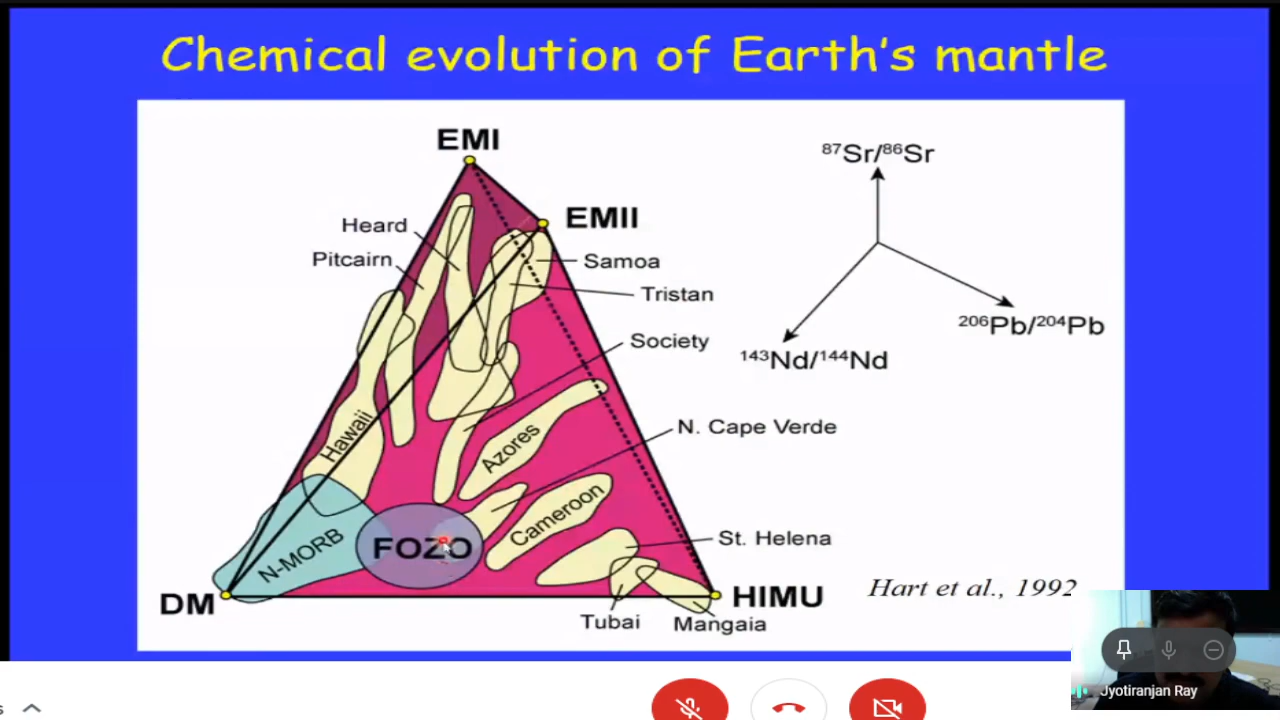 Chemical evolution of Earth's mantle
EMI
EMII
Heard
Pitcairn
Samoa
Tristan
Society
N. Cape Verde
Hawaii
Azores
Cameroon
N-MORB
FOZO
St. Helena
DM
HIMU
Tubai
Mangaia
⁸⁷Sr/⁸⁶Sr
²⁰⁶Pb/²⁰⁴Pb
¹⁴³Nd/¹⁴⁴Nd
Hart et al., 1992
Jyotiranjan Ray
s